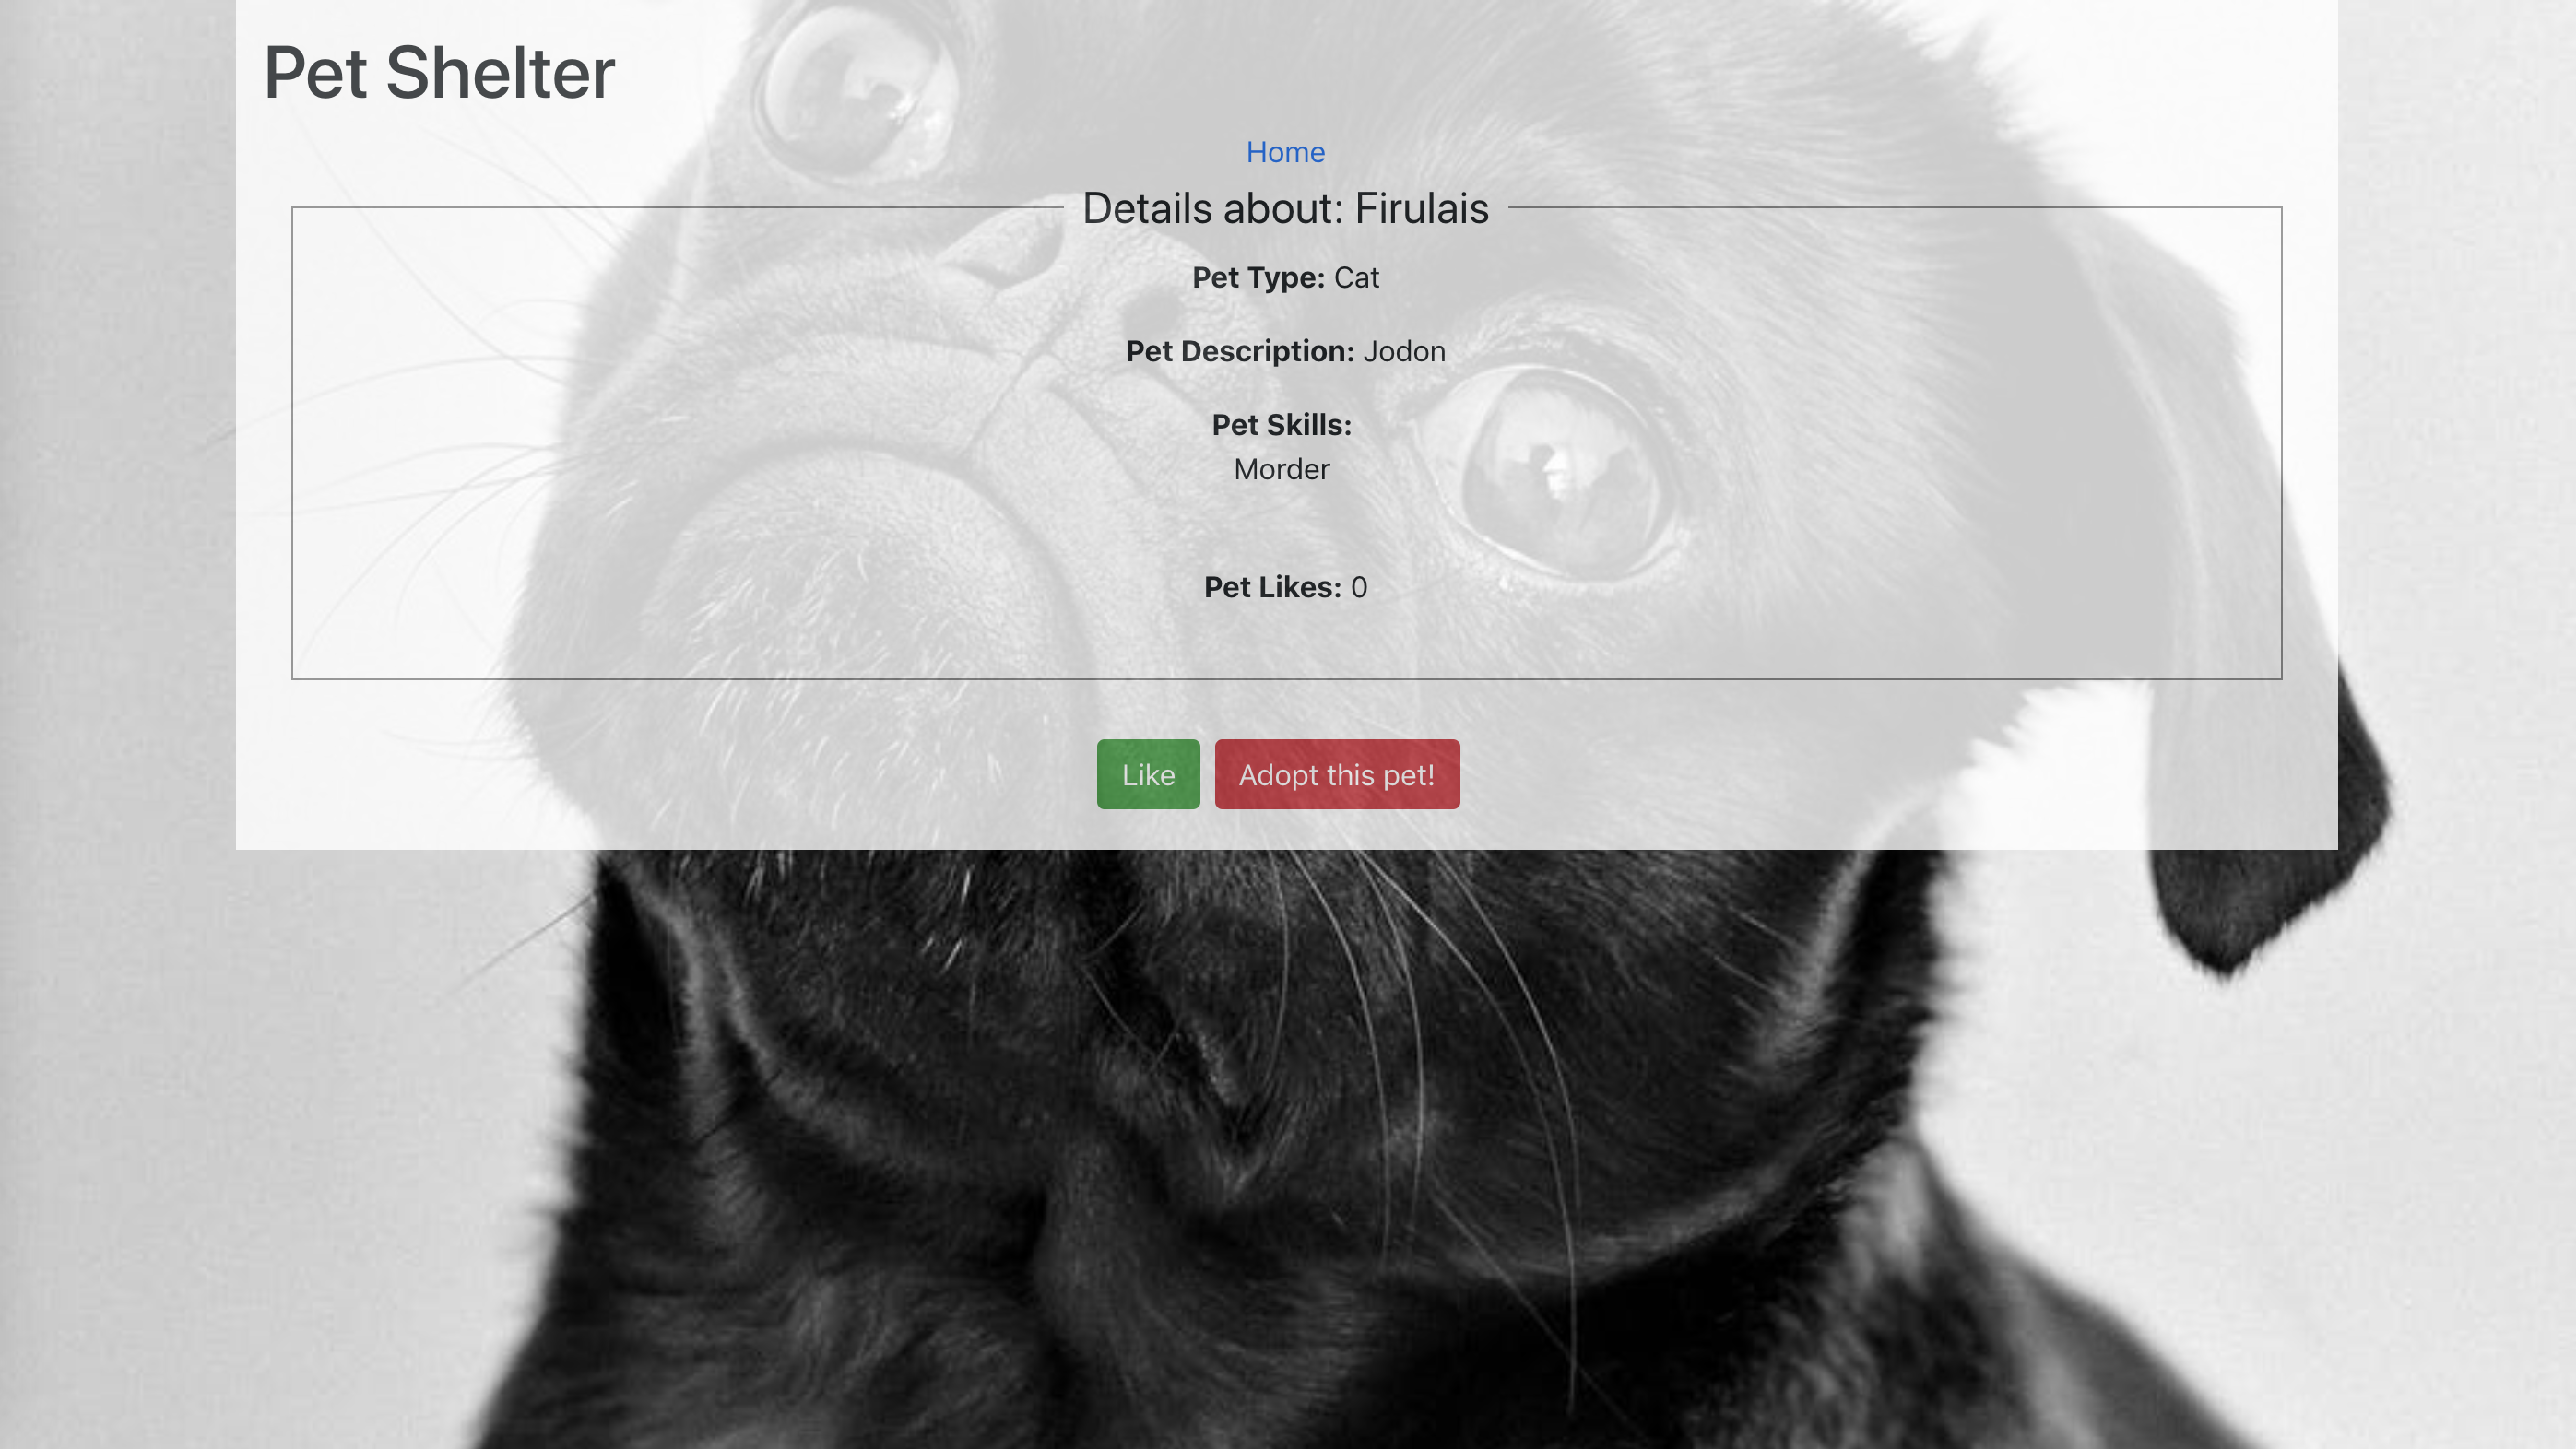 Pet Shelter
Home
Details about: Firulais
Pet Type: Cat
Pet Description: Jodon
Pet Skills:
Morder
Pet Likes: 0
Like Adopt this pet!